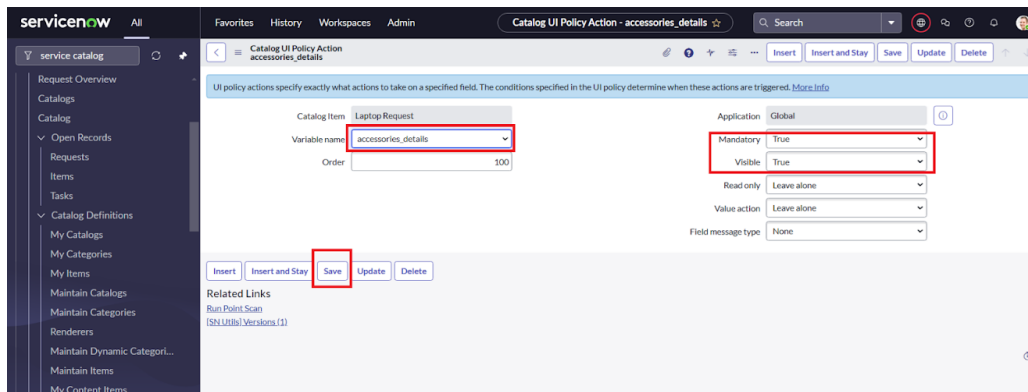 servicenow All Favorites History Workspaces Admin Catalog UI Policy Action - accessories_details Search
service catalog
Catalog UI Policy Action
accessories_details
Insert Insert and Stay Save Update Delete
UI policy actions specify exactly what actions to take on a specified field. The conditions specified in the UI policy determine when these actions are triggered. More Info
Request Overview
Catalogs
Catalog
Open Records
Requests
Items
Tasks
Catalog Definitions
My Catalogs
My Categories
My Items
Maintain Catalogs
Maintain Categories
Renderers
Maintain Dynamic Categori...
Maintain Items
My Content Items
Catalog Item Laptop Request
Variable name accessories_details
Order 100
Application Global
Mandatory True
Visible True
Read only Leave alone
Value action Leave alone
Field message type None
Insert Insert and Stay Save Update Delete
Related Links
Run Point Scan
[SN Utils] Versions (1)